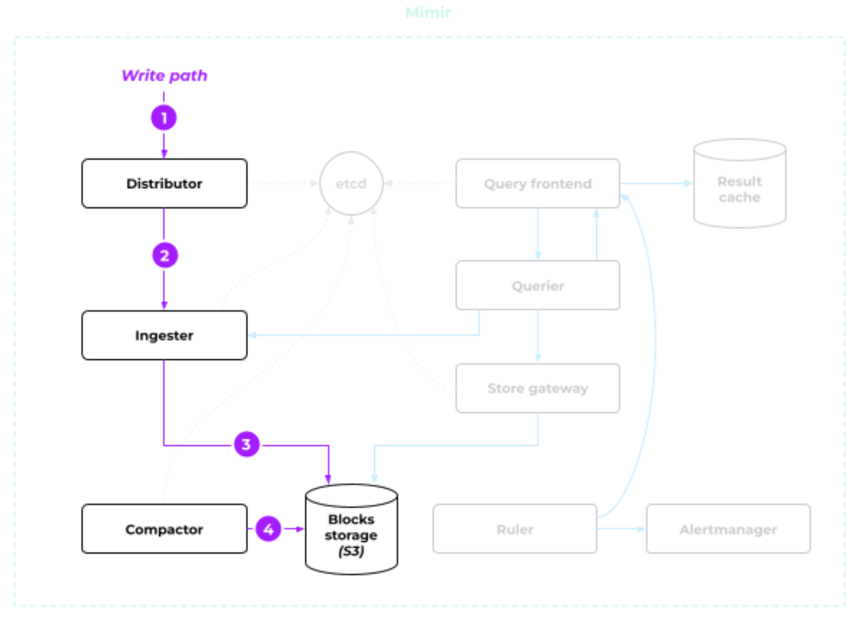 Mimir
Write path
1
Distributor
etcd
Query frontend
Result
cache
2
Querier
Ingester
Store gateway
3
Compactor
4
Blocks
storage
(S3)
Ruler
Alertmanager